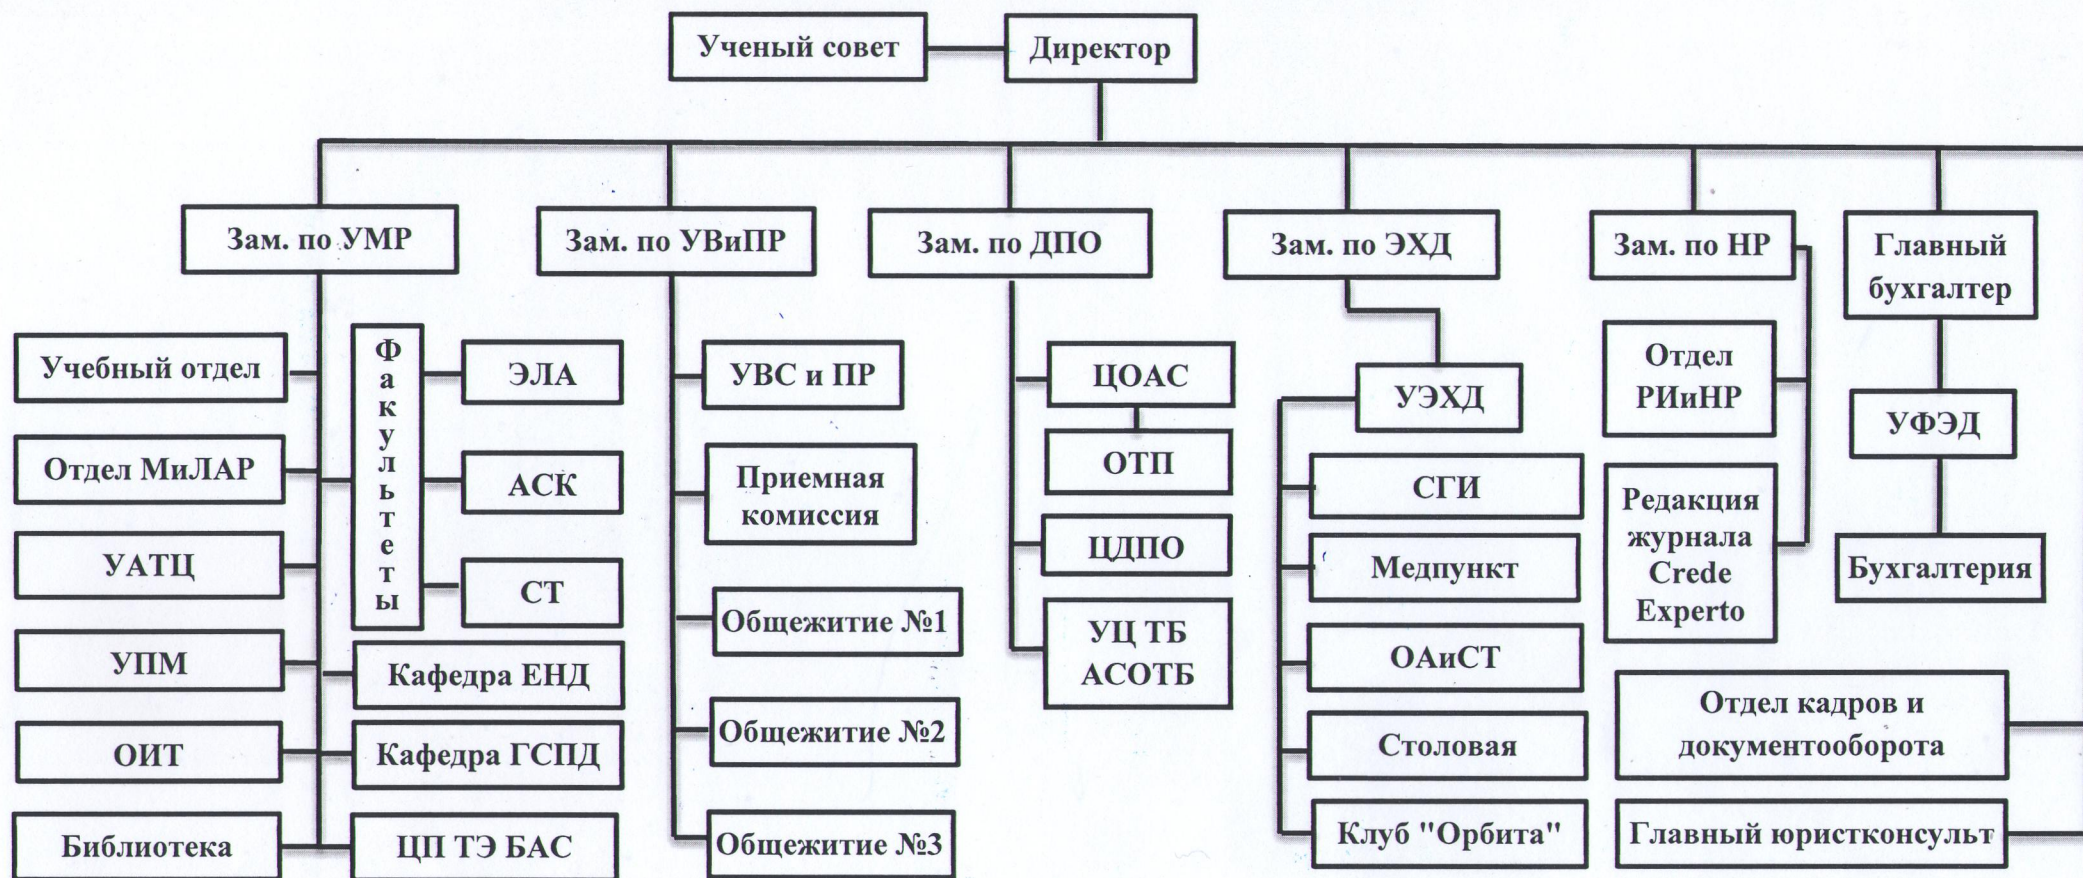 Ученый совет
Директор
Зам. по УМР
Зам. по УВиПР
Зам. по ДПО
Зам. по ЭХД
Зам. по НР
Главный
бухгалтер
Учебный отдел
Отдел МиЛАР
УАТЦ
УПМ
ОИТ
Библиотека
Факультеты
ЭЛА
АСК
СТ
Кафедра ЕНД
Кафедра ГСПД
ЦП ТЭ БАС
УВС и ПР
Приемная
комиссия
Общежитие №1
Общежитие №2
Общежитие №3
ЦОАС
ОТП
ЦДПО
УЦ ТБ
АСОТБ
УЭХД
СГИ
Медпункт
ОАиСТ
Столовая
Клуб "Орбита"
Отдел
РИиНР
Редакция
журнала
Crede
Experto
УФЭД
Бухгалтерия
Отдел кадров и
документооборота
Главный юристконсульт